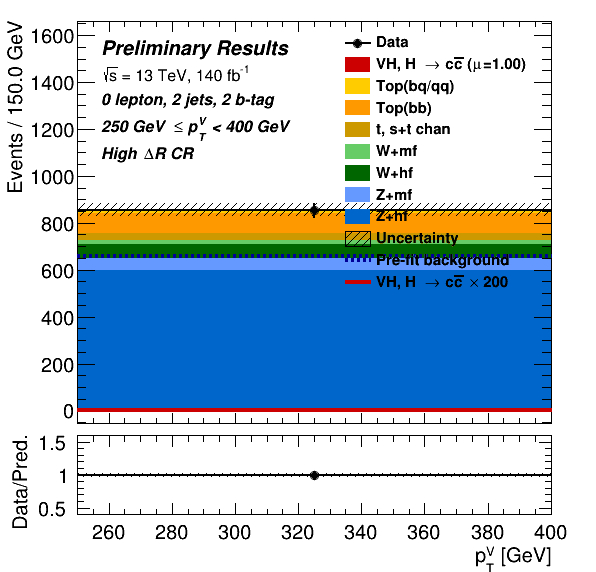 Events / 150.0 GeV
1600
1400
1200
1000
800
600
400
200
0
Preliminary Results
√s = 13 TeV, 140 fb⁻¹
0 lepton, 2 jets, 2 b-tag
250 GeV ≤ p_T^V < 400 GeV
High ΔR CR
Data
VH, H → cc̅ (μ=1.00)
Top(bq/qq)
Top(bb)
t, s+t chan
W+mf
W+hf
Z+mf
Z+hf
Uncertainty
Pre-fit background
VH, H → cc̅ × 200
Data/Pred.
1.5
1
0.5
260 280 300 320 340 360 380 400
p_T^V [GeV]